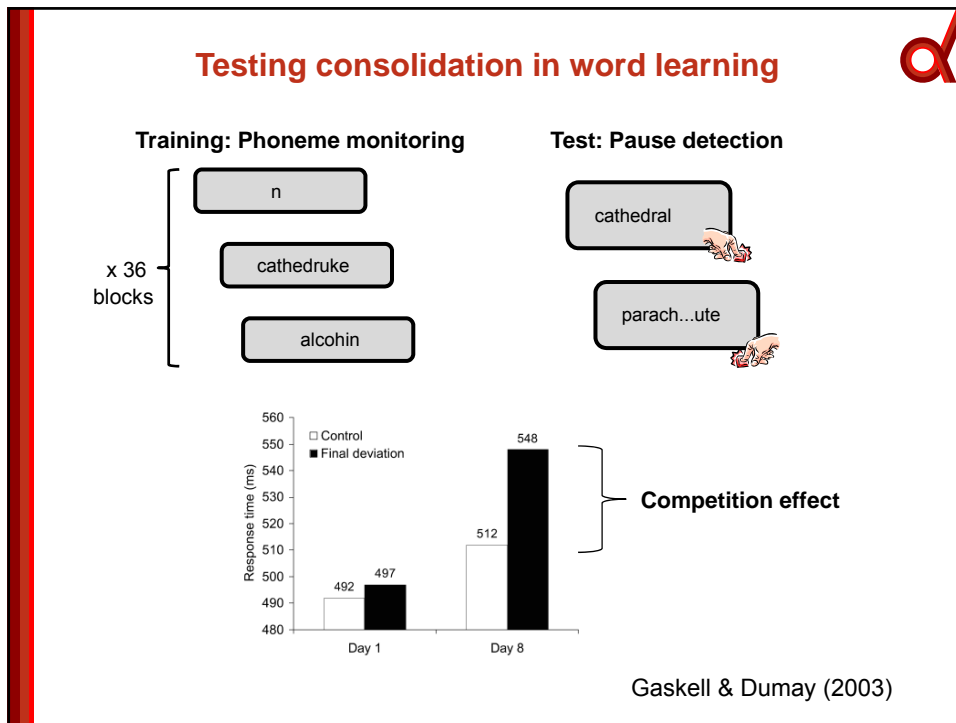 Testing consolidation in word learning
Training: Phoneme monitoring
n
cathedruke
alcohin
x 36
blocks
Test: Pause detection
cathedral
parach...ute
560
550
540
530
520
510
500
490
480
Response time (ms)
Control
Final deviation
492
497
512
548
Day 1
Day 8
Competition effect
Gaskell & Dumay (2003)